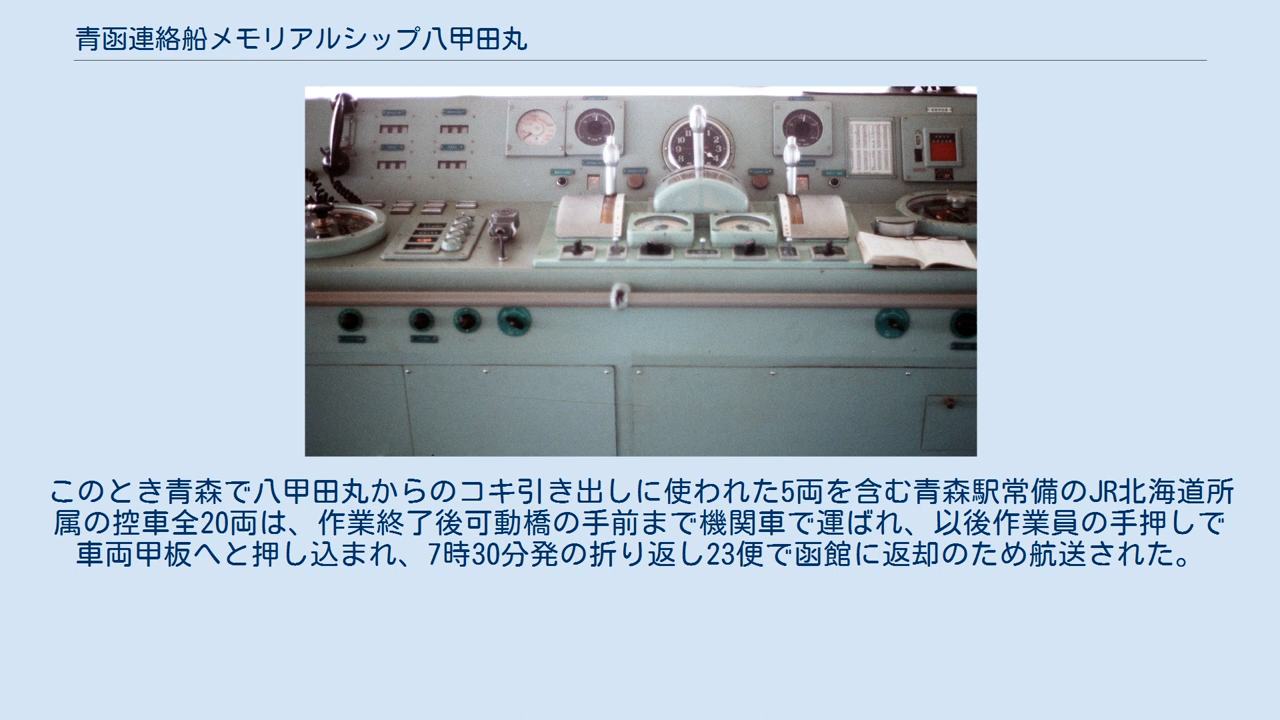 青函連絡船メモリアルシップ八甲田丸
このとき青森で八甲田丸からのコキ引き出しに使われた5両を含む青森駅常備のJR北海道所
属の控車全20両は、作業終了後可動橋の手前まで機関車で運ばれ、以後作業員の手押しで
車両甲板へと押し込まれ、7時30分発の折り返し23便で函館に返却のため航送された。